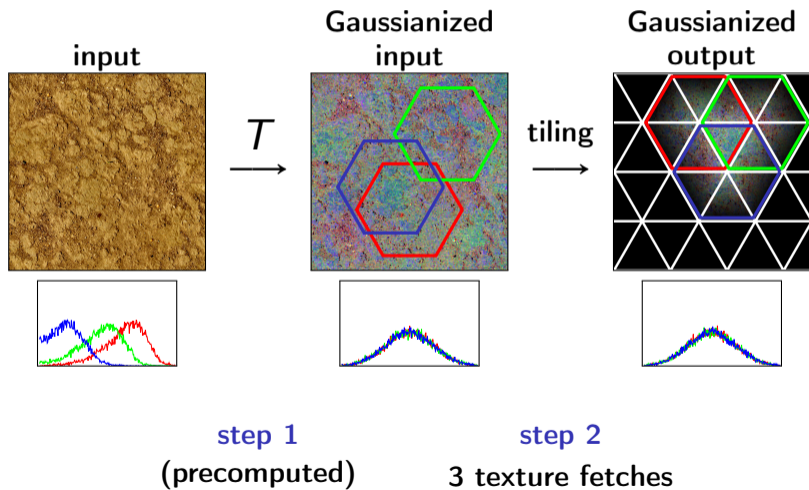 input
Gaussianized
input
Gaussianized
output
T
tiling
step 1
(precomputed)
step 2
3 texture fetches